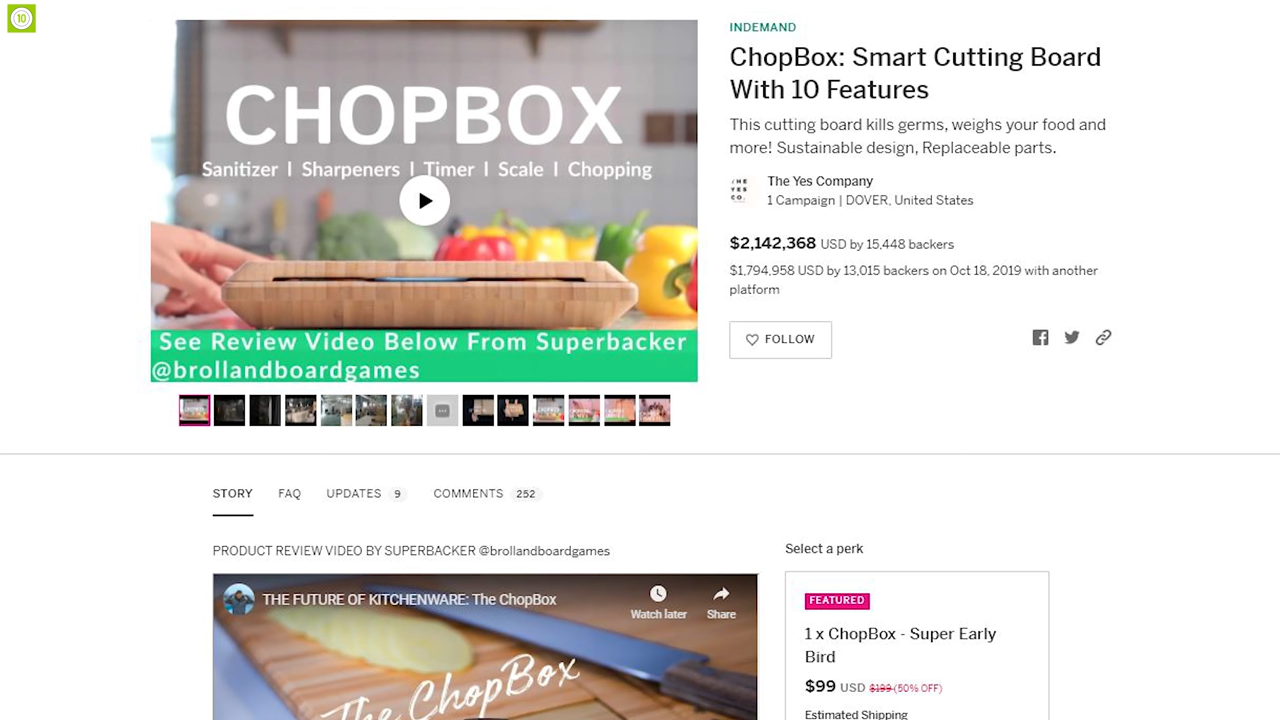 10
CHOPBOX
Sanitizer | Sharpeners | Timer | Scale | Chopping
See Review Video Below From Superbacker
@brollandboardgames
INDEMAND
ChopBox: Smart Cutting Board
With 10 Features
This cutting board kills germs, weighs your food and
more! Sustainable design, Replaceable parts.
THE
YES
CO.
The Yes Company
1 Campaign | DOVER, United States
$2,142,368 USD by 15,448 backers
$1,794,958 USD by 13,015 backers on Oct 18, 2019 with another
platform
FOLLOW
STORY FAQ UPDATES 9 COMMENTS 252
PRODUCT REVIEW VIDEO BY SUPERBACKER @brollandboardgames
THE FUTURE OF KITCHENWARE: The ChopBox
Watch later
Share
The ChopBox
Select a perk
FEATURED
1 x ChopBox - Super Early
Bird
$99 USD $199 (50% OFF)
Estimated Shipping